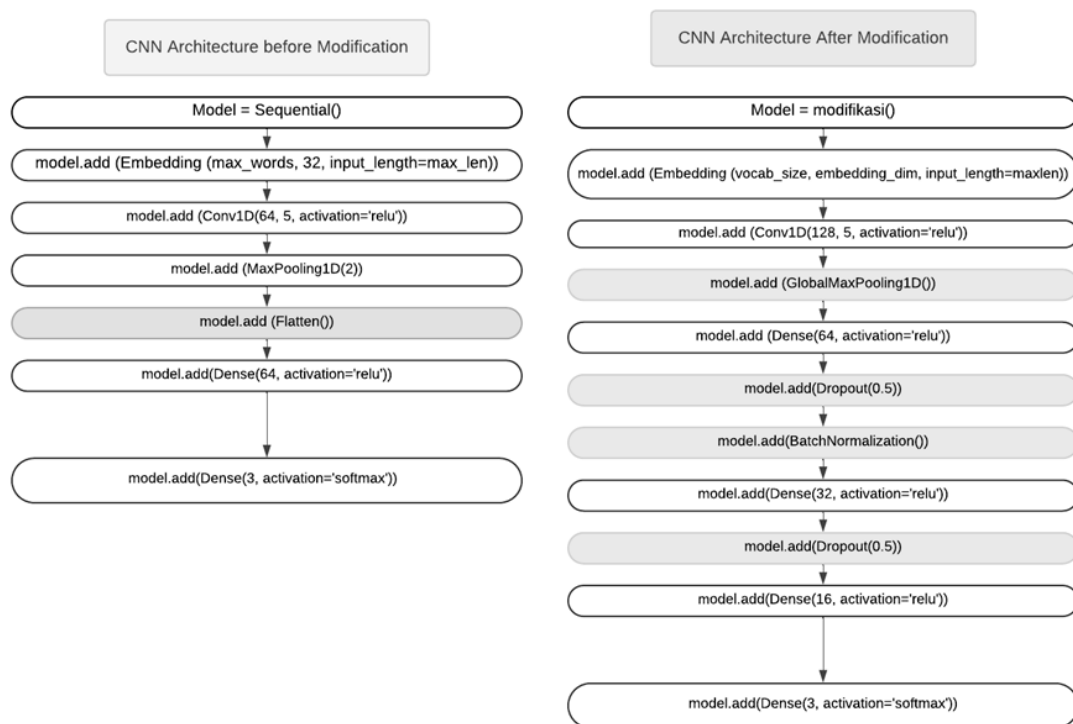 CNN Architecture before Modification
Model = Sequential()
model.add (Embedding (max_words, 32, input_length=max_len))
model.add (Conv1D(64, 5, activation='relu'))
model.add (MaxPooling1D(2))
model.add (Flatten())
model.add(Dense(64, activation='relu'))
model.add(Dense(3, activation='softmax'))
CNN Architecture After Modification
Model = modifikasi()
model.add (Embedding (vocab_size, embedding_dim, input_length=maxlen))
model.add (Conv1D(128, 5, activation='relu'))
model.add (GlobalMaxPooling1D())
model.add (Dense(64, activation='relu'))
model.add(Dropout(0.5))
model.add(BatchNormalization())
model.add(Dense(32, activation='relu'))
model.add(Dropout(0.5))
model.add(Dense(16, activation='relu'))
model.add(Dense(3, activation='softmax'))